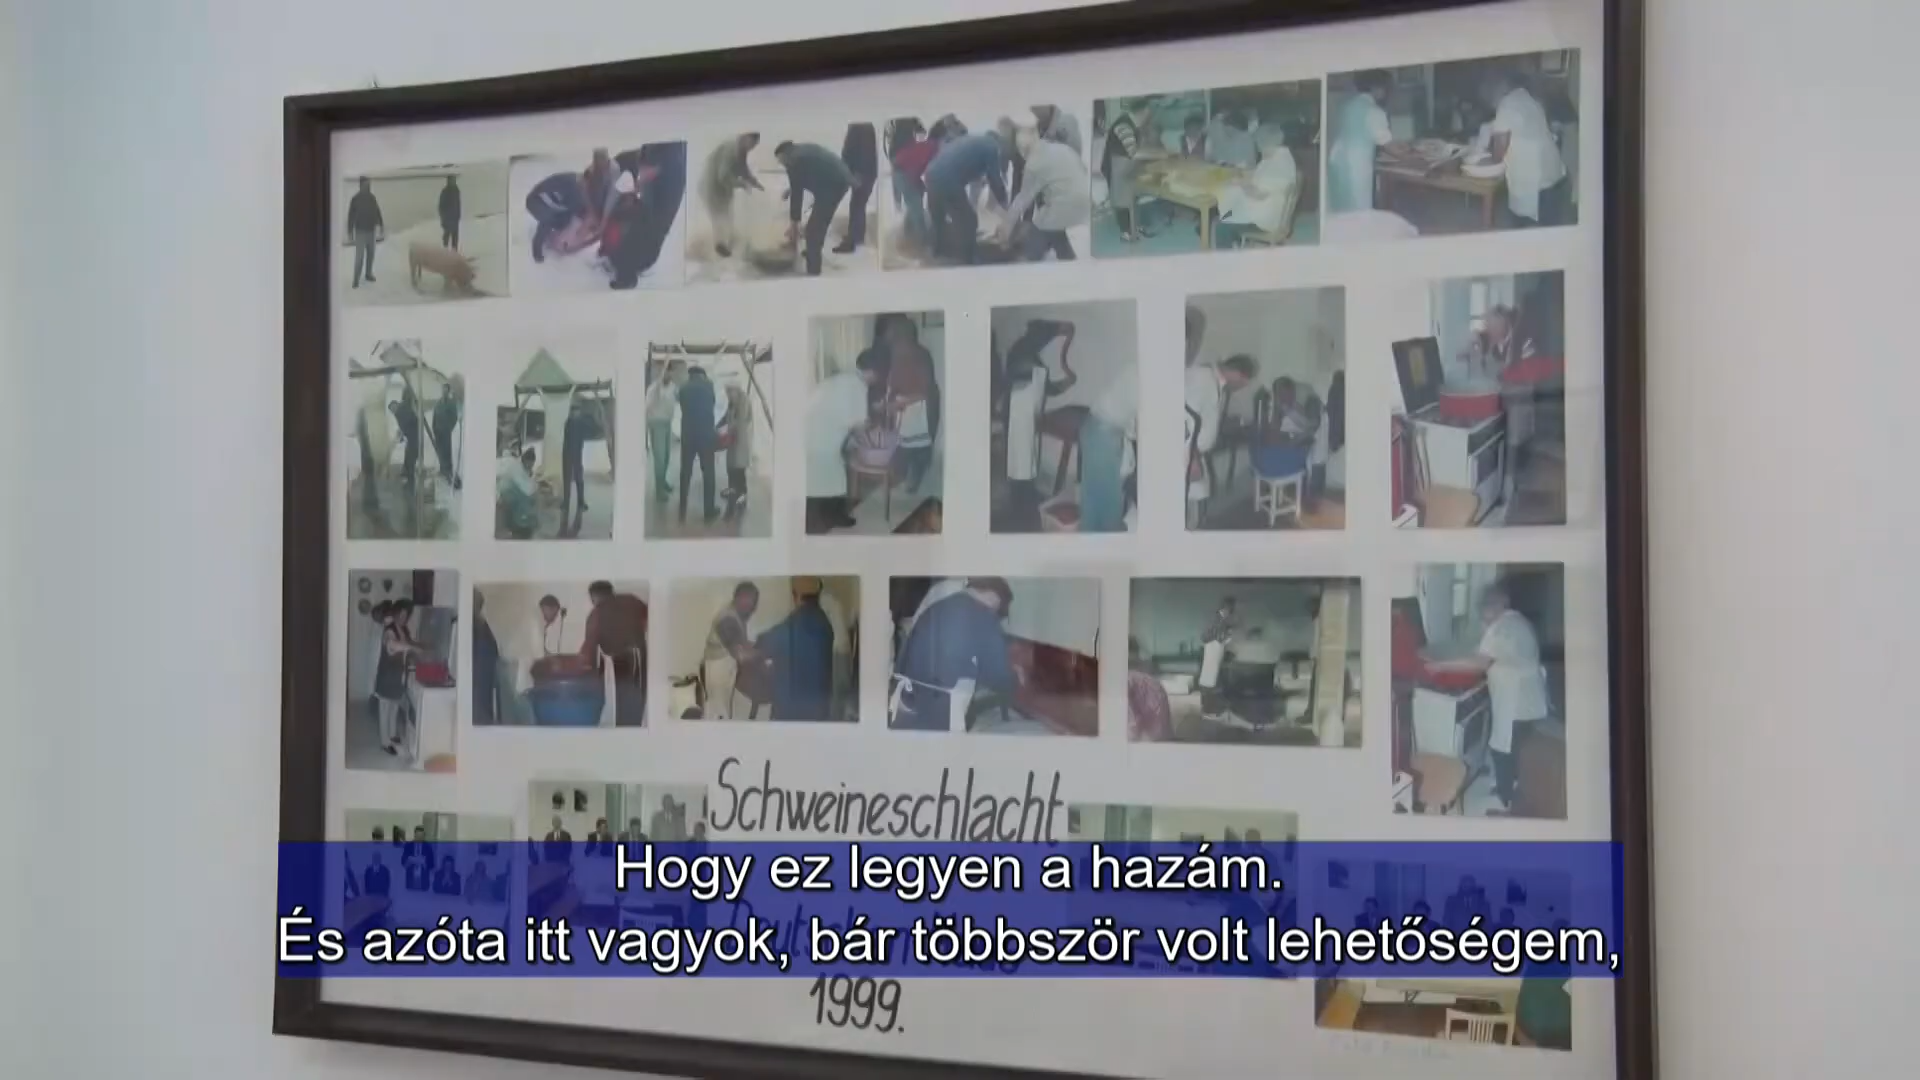 Schweineschlacht
Hogy ez legyen a hazám.
És azóta itt vagyok, bár többször volt lehetőségem,
1999.